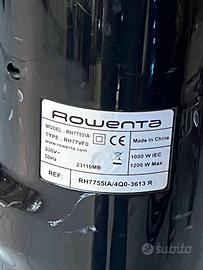 Rowenta
MODEL: RH7755IA
TYPE: RH77VF0
www.rowenta.com
230V~
50Hz
23110MB
Made in China
1000 W IEC
1200 W Max
REF: RH7755IA/4Q0-3613 R
subito